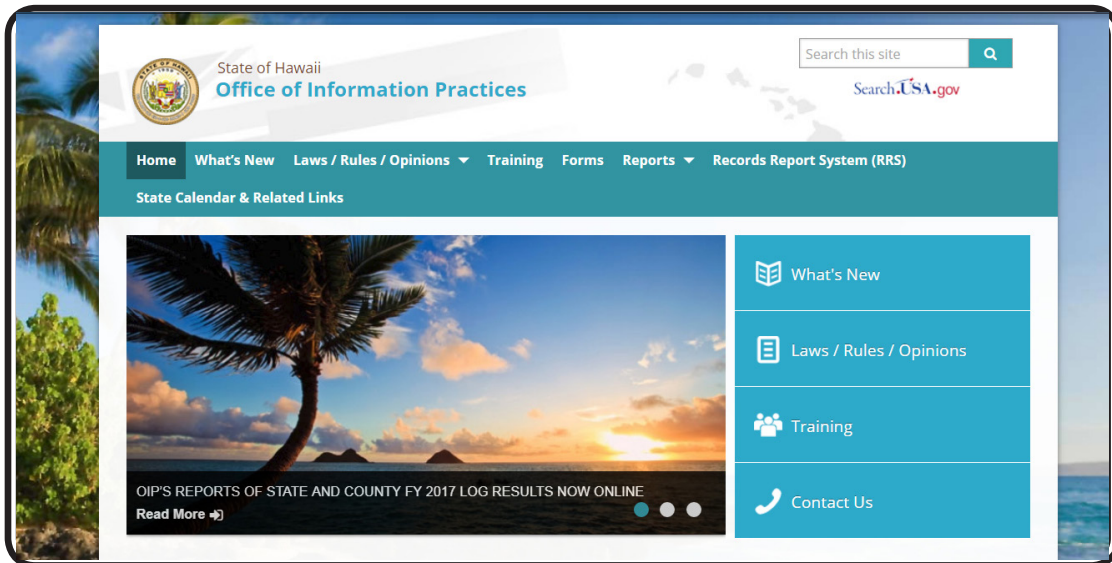 Search this site
State of Hawaii
Office of Information Practices
Search.USA.gov
Home What's New Laws / Rules / Opinions Training Forms Reports Records Report System (RRS)
State Calendar & Related Links
What's New
Laws / Rules / Opinions
Training
Contact Us
OIP'S REPORTS OF STATE AND COUNTY FY 2017 LOG RESULTS NOW ONLINE
Read More